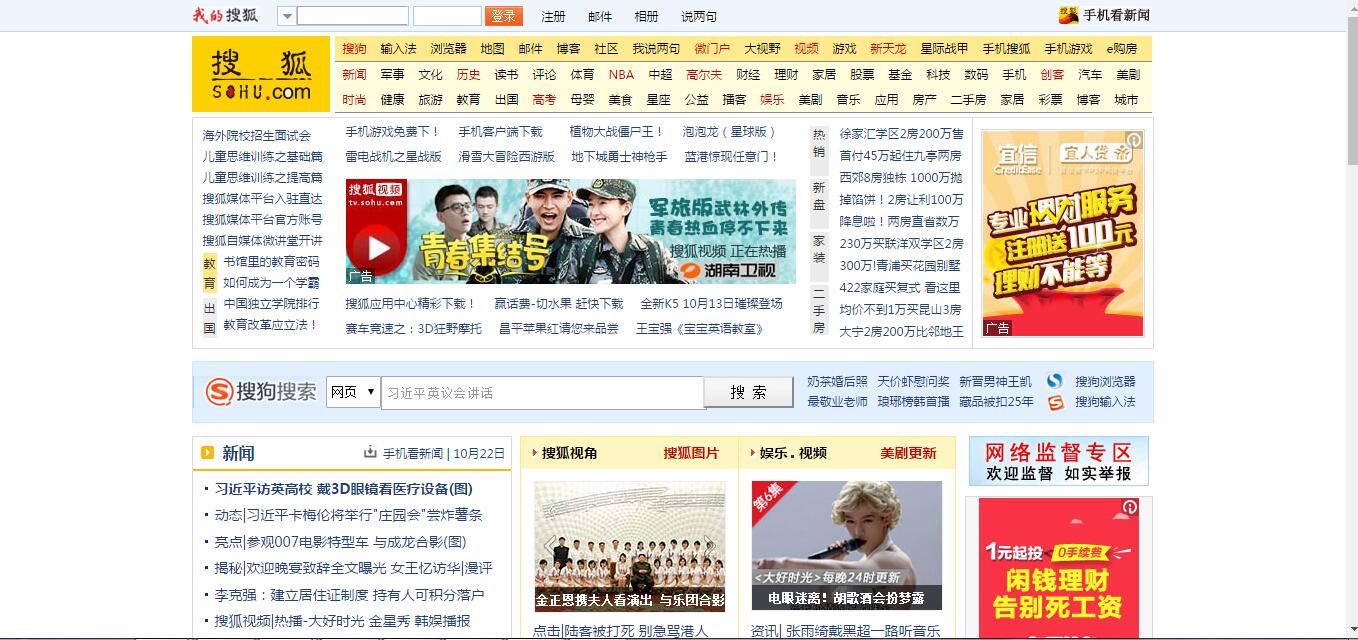 我的搜狐 登录 注册 邮件 相册 说两句 手机看新闻
搜狐 SOHU.com
搜狗 输入法 浏览器 地图 邮件 博客 社区 我说两句 微门户 大视野 视频 游戏 新天龙 星际战甲 手机搜狐 手机游戏 e购房
新闻 军事 文化 历史 读书 评论 体育 NBA 中超 高尔夫 财经 理财 家居 股票 基金 科技 数码 手机 创客 汽车 美剧
时尚 健康 旅游 教育 出国 高考 母婴 美食 星座 公益 播客 娱乐 美剧 音乐 应用 房产 二手房 家居 彩票 博客 城市
海外院校招生面试会
儿童思维训练之基础篇
儿童思维训练之提高篇
搜狐媒体平台入驻直达
搜狐媒体平台官方账号
搜狐自媒体微讲堂开讲
教育
书馆里的教育密码
如何成为一个学霸
出国
中国独立学院排行
教育改革应立法！
手机游戏免费下！ 手机客户端下载 植物大战僵尸王！ 泡泡龙（星球版）
雷电战机之星战版 滑雪大冒险西游版 地下城勇士神枪手 蓝港惊现任意门！
搜狐视频
tv.sohu.com
青春集结号
军旅版武林外传
青春热血停不下来
搜狐视频 正在热播
湖南卫视
广告
搜狐应用中心精彩下载！ 赢话费-切水果 赶快下载 全新K5 10月13日璀璨登场
赛车竞速之：3D狂野摩托 昌平苹果红请您来品尝 王宝强《宝宝英语教室》
热销
新盘
家装
二手房
徐家汇学区2房200万售
首付45万起住九亭两房
西郊8房独栋 1000万抛
掉馅饼！2房让利100万
降息啦！两房直省数万
230万买联洋双学区2房
300万!青浦买花园别墅
422家庭买复式 看这里
均价不到1万买昆山3房
大宁2房200万比邻地王
宜信 CreditEase 宜人贷
专业理财服务
注册送100元
理财不能等
广告
搜狗搜索 网页 习近平英议会讲话 搜 索
奶茶婚后照 天价虾慰问奖 新晋男神王凯 搜狗浏览器
最敬业老师 琅琊榜韩首播 藏品被扣25年 搜狗输入法
新闻 手机看新闻 | 10月22日
习近平访英高校 戴3D眼镜看医疗设备(图)
动态|习近平卡梅伦将举行"庄园会"尝炸薯条
亮点|参观007电影特型车 与成龙合影(图)
揭秘|欢迎晚宴致辞全文曝光 女王忆访华|漫评
李克强：建立居住证制度 持有人可积分落户
搜狐视频|热播-大好时光 金星秀 韩娱播报
搜狐视角 搜狐图片
金正恩携夫人看演出 与乐团合影
点击|陆客被打死 别急骂港人
娱乐 . 视频 美剧更新
第6集
<大好时光>每晚24时更新
电眼迷离！胡歌酒会扮梦露
资讯| 张雨绮戴黑超一路听音乐
网络监督专区
欢迎监督 如实举报
1元起投 0手续费
闲钱理财
告别死工资